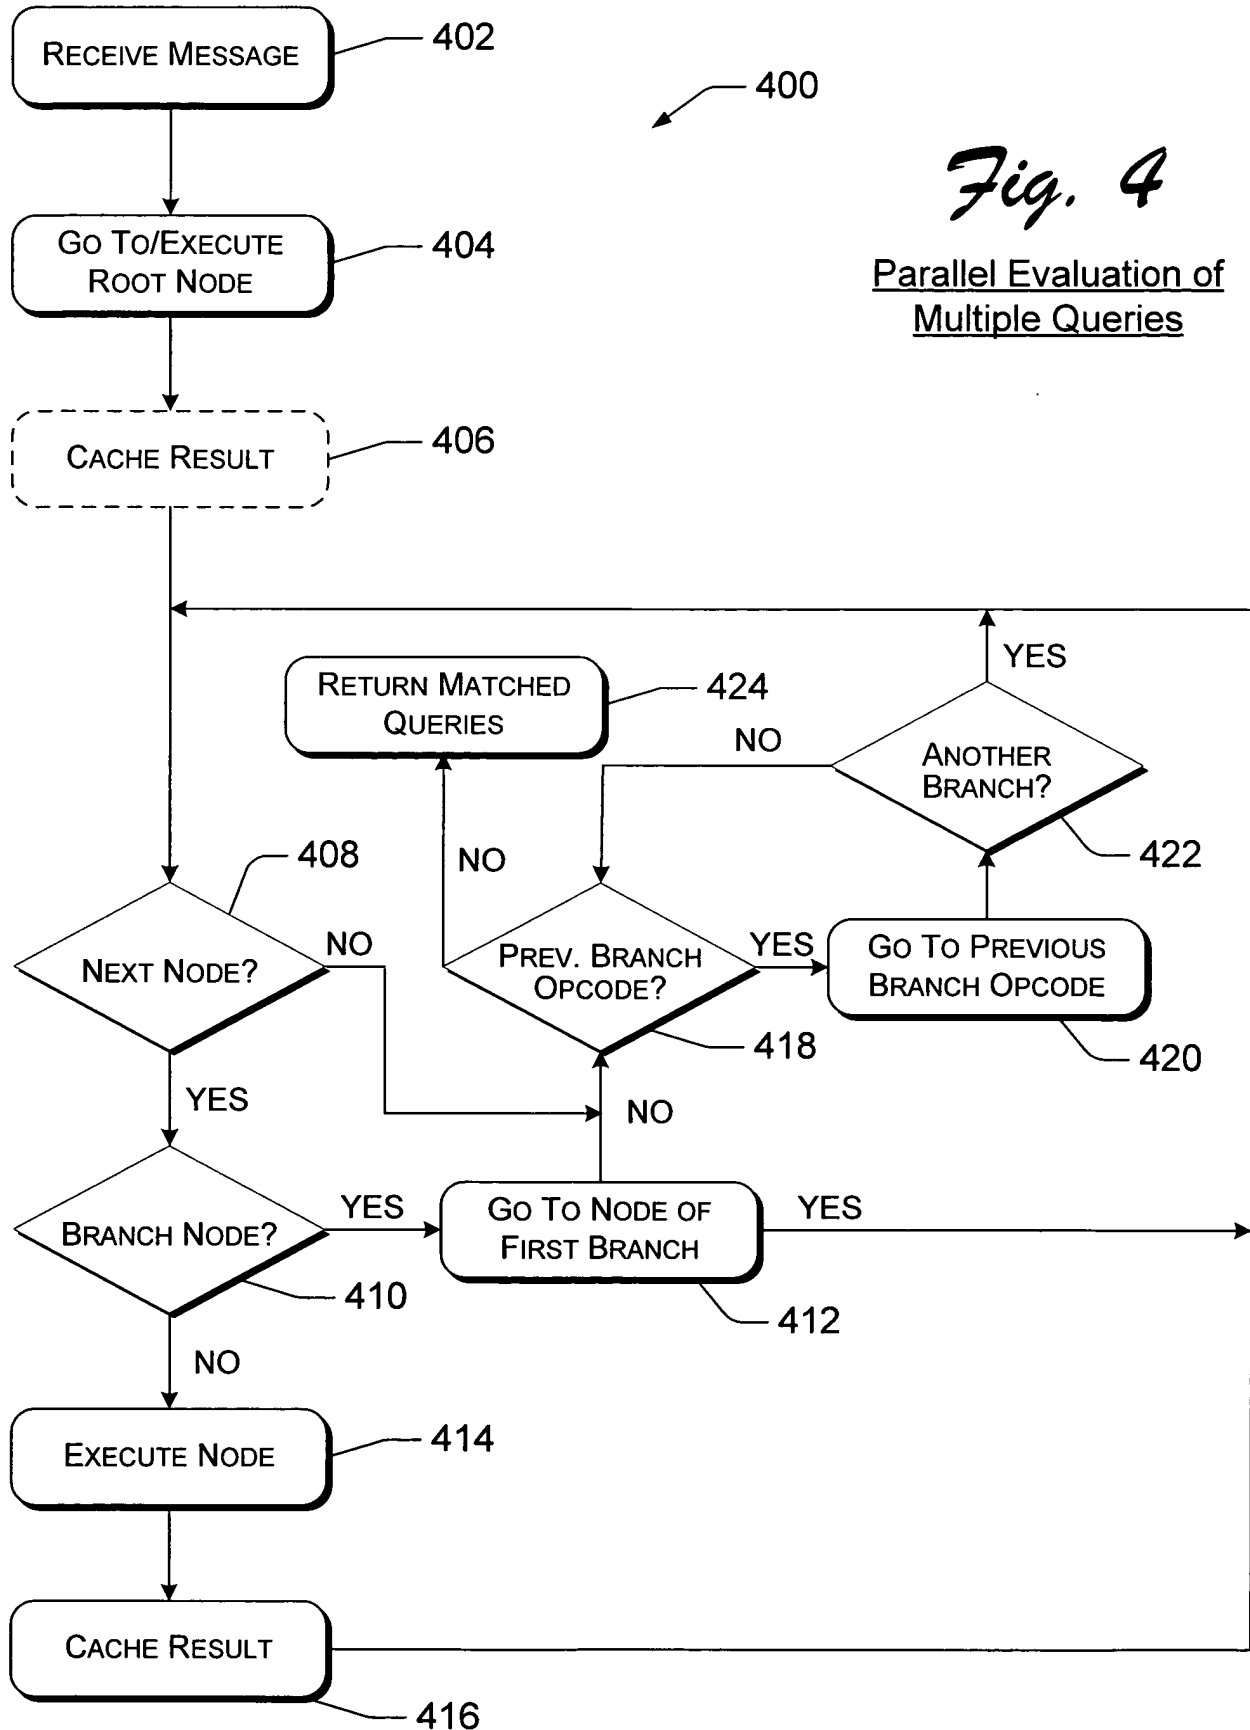 RECEIVE MESSAGE
402
400
Fig. 4
Parallel Evaluation of
Multiple Queries
GO TO/EXECUTE
ROOT NODE
404
CACHE RESULT
406
YES
RETURN MATCHED
QUERIES
424
NO
ANOTHER
BRANCH?
422
408
NO
NEXT NODE?
NO
PREV. BRANCH
OPCODE?
418
YES
GO TO PREVIOUS
BRANCH OPCODE
420
YES
NO
BRANCH NODE?
410
YES
GO TO NODE OF
FIRST BRANCH
412
YES
NO
EXECUTE NODE
414
CACHE RESULT
416